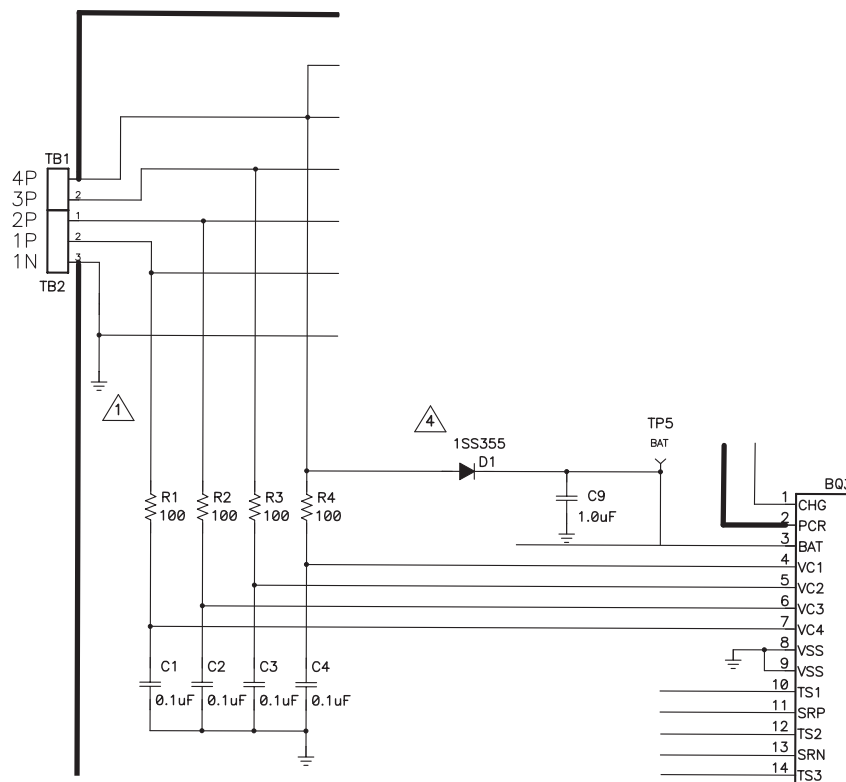 TB1
4P
3P 2
2P 1
1P 2
1N 3
TB2
1
4
1SS355
D1
TP5
BAT
C9
1.0uF
R1 R2 R3 R4
100 100 100 100
C1 C2 C3 C4
0.1uF 0.1uF 0.1uF 0.1uF
BQ3
1 CHG
2 PCR
3 BAT
4 VC1
5 VC2
6 VC3
7 VC4
8 VSS
9 VSS
10 TS1
11 SRP
12 TS2
13 SRN
14 TS3